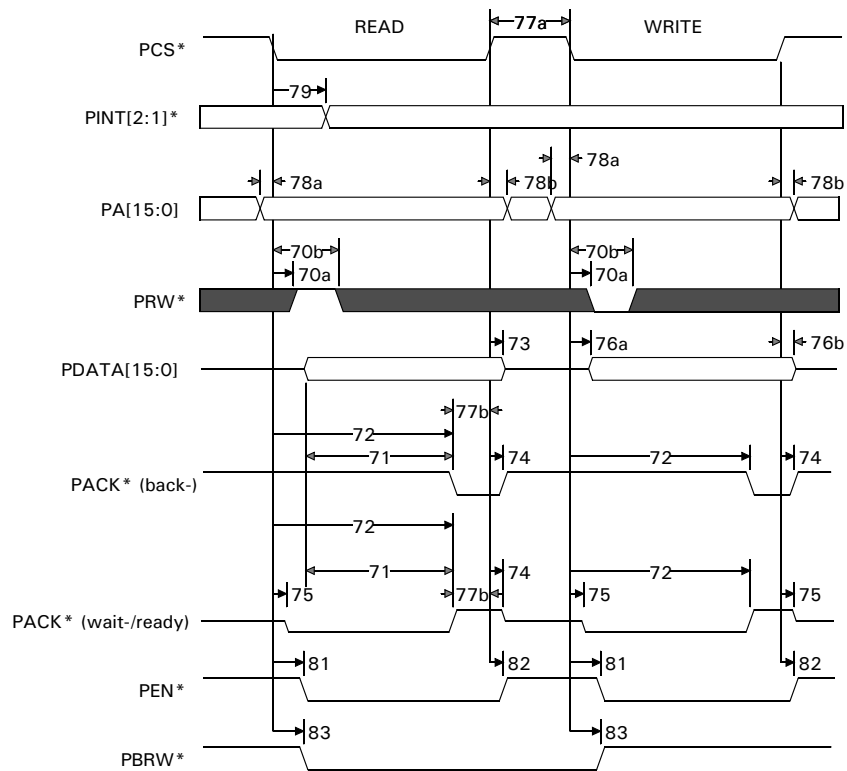 READ 77a WRITE
PCS*
79
PINT[2:1]*
78a
78a 78b 78b
PA[15:0]
70b 70b
70a 70a
PRW*
73 76a 76b
PDATA[15:0]
77b
72
71 74 72 74
PACK* (back-)
72
71 74 72
75 77b 75 75
PACK* (wait-/ready)
81 82 81 82
PEN*
83 83
PBRW*